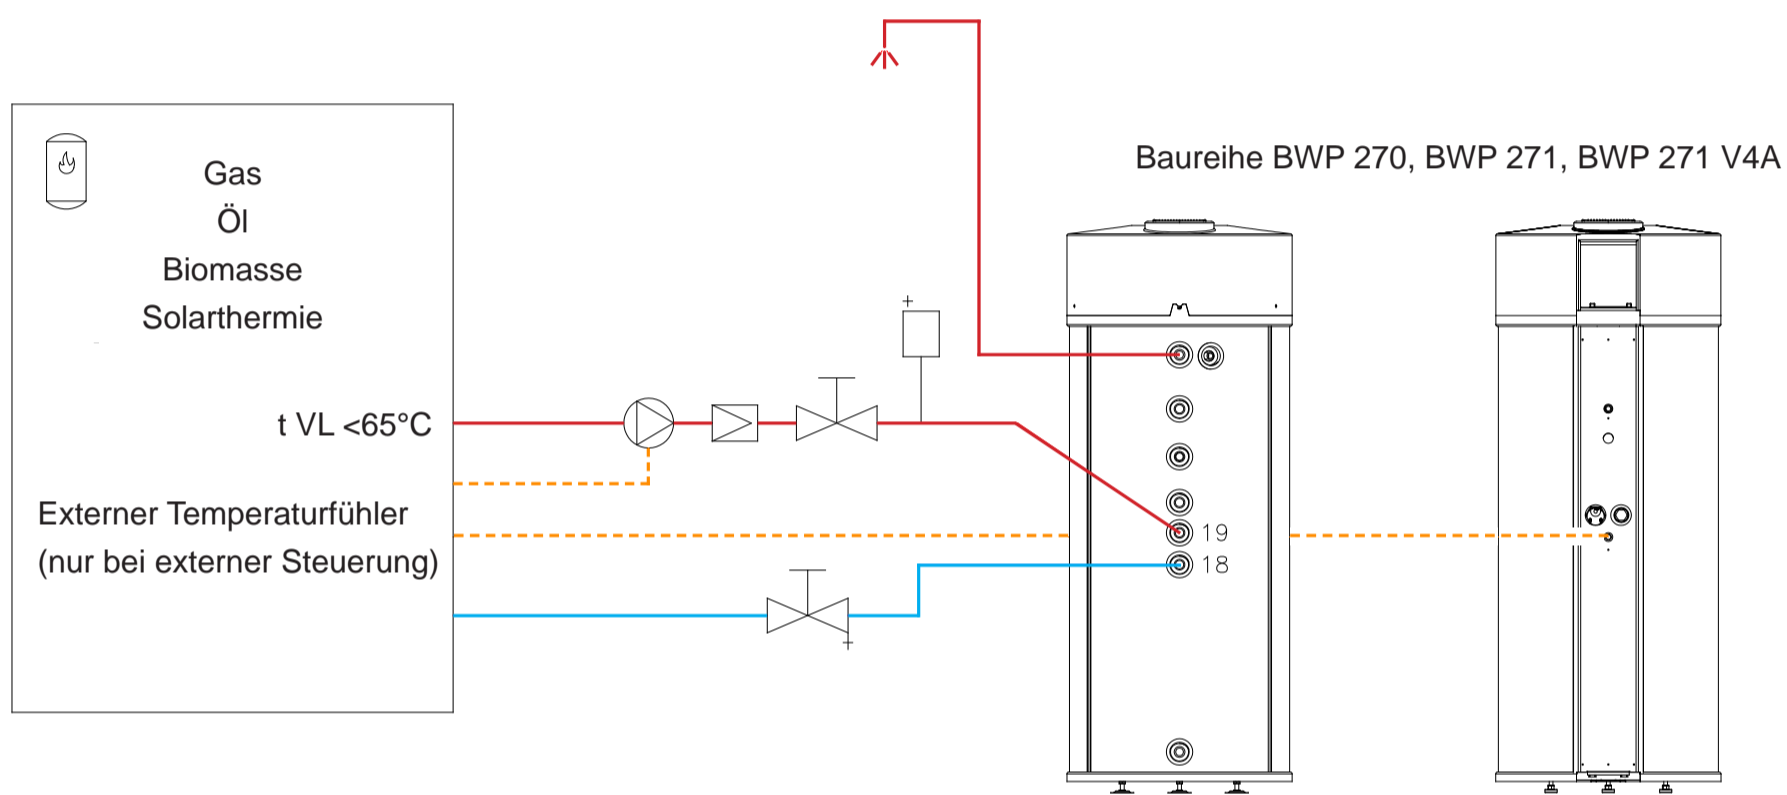 Baureihe BWP 270, BWP 271, BWP 271 V4A
Gas
Öl
Biomasse
Solarthermie
t VL <65°C
Externer Temperaturfühler
(nur bei externer Steuerung)
19
18